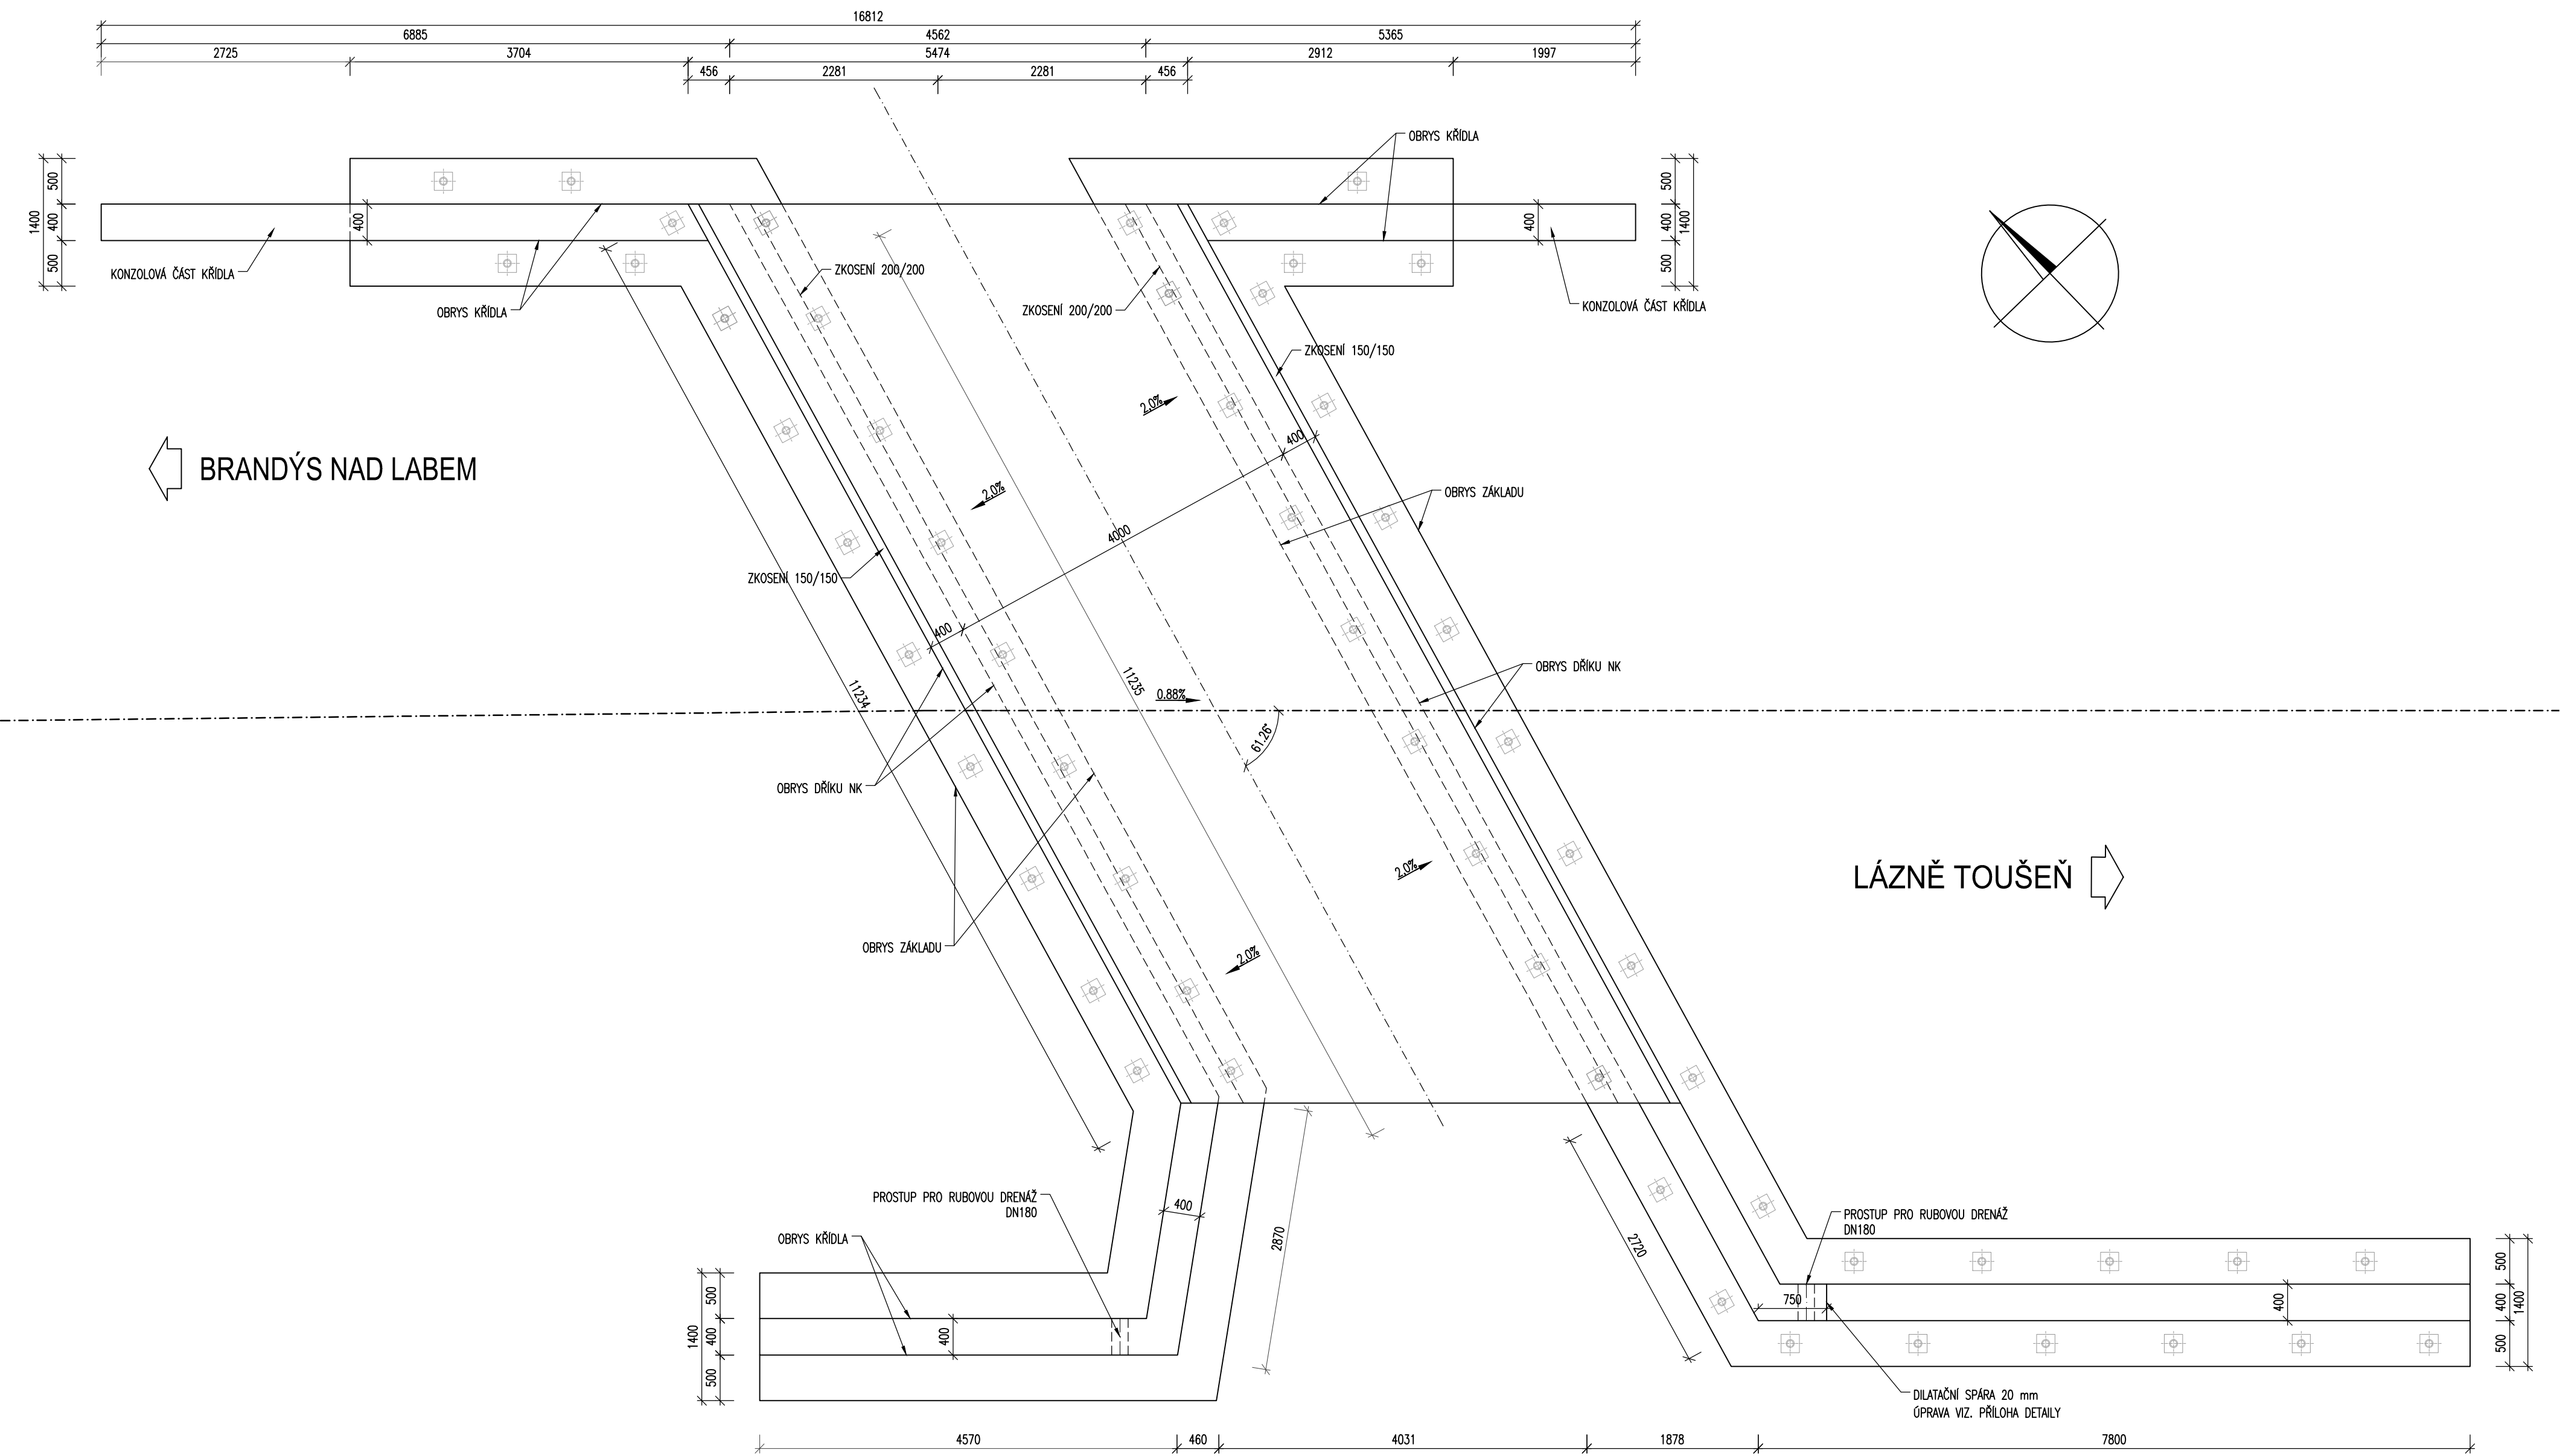 16812
6885 4562 5365
2725 3704 5474 2912 1997
456 2281 2281 456
OBRYS KŘÍDLA
500
400
500
1400
400
KONZOLOVÁ ČÁST KŘÍDLA
OBRYS KŘÍDLA
ZKOSENÍ 200/200
ZKOSENÍ 200/200
400
500
400
500
1400
KONZOLOVÁ ČÁST KŘÍDLA
ZKOSENÍ 150/150
2,0%
400
BRANDÝS NAD LABEM
2,0%
OBRYS ZÁKLADU
4000
ZKOSENÍ 150/150
400
11234
11235
0.88%
61.26°
OBRYS DŘÍKU NK
OBRYS DŘÍKU NK
2,0%
LÁZNĚ TOUŠEŇ
OBRYS ZÁKLADU
2,0%
PROSTUP PRO RUBOVOU DRENÁŽ
DN180
400
2870
2720
PROSTUP PRO RUBOVOU DRENÁŽ
DN180
OBRYS KŘÍDLA
500
400
500
1400
400
750
400
500
400
500
1400
DILATAČNÍ SPÁRA 20 mm
ÚPRAVA VIZ. PŘÍLOHA DETAILY
4570 460 4031 1878 7800